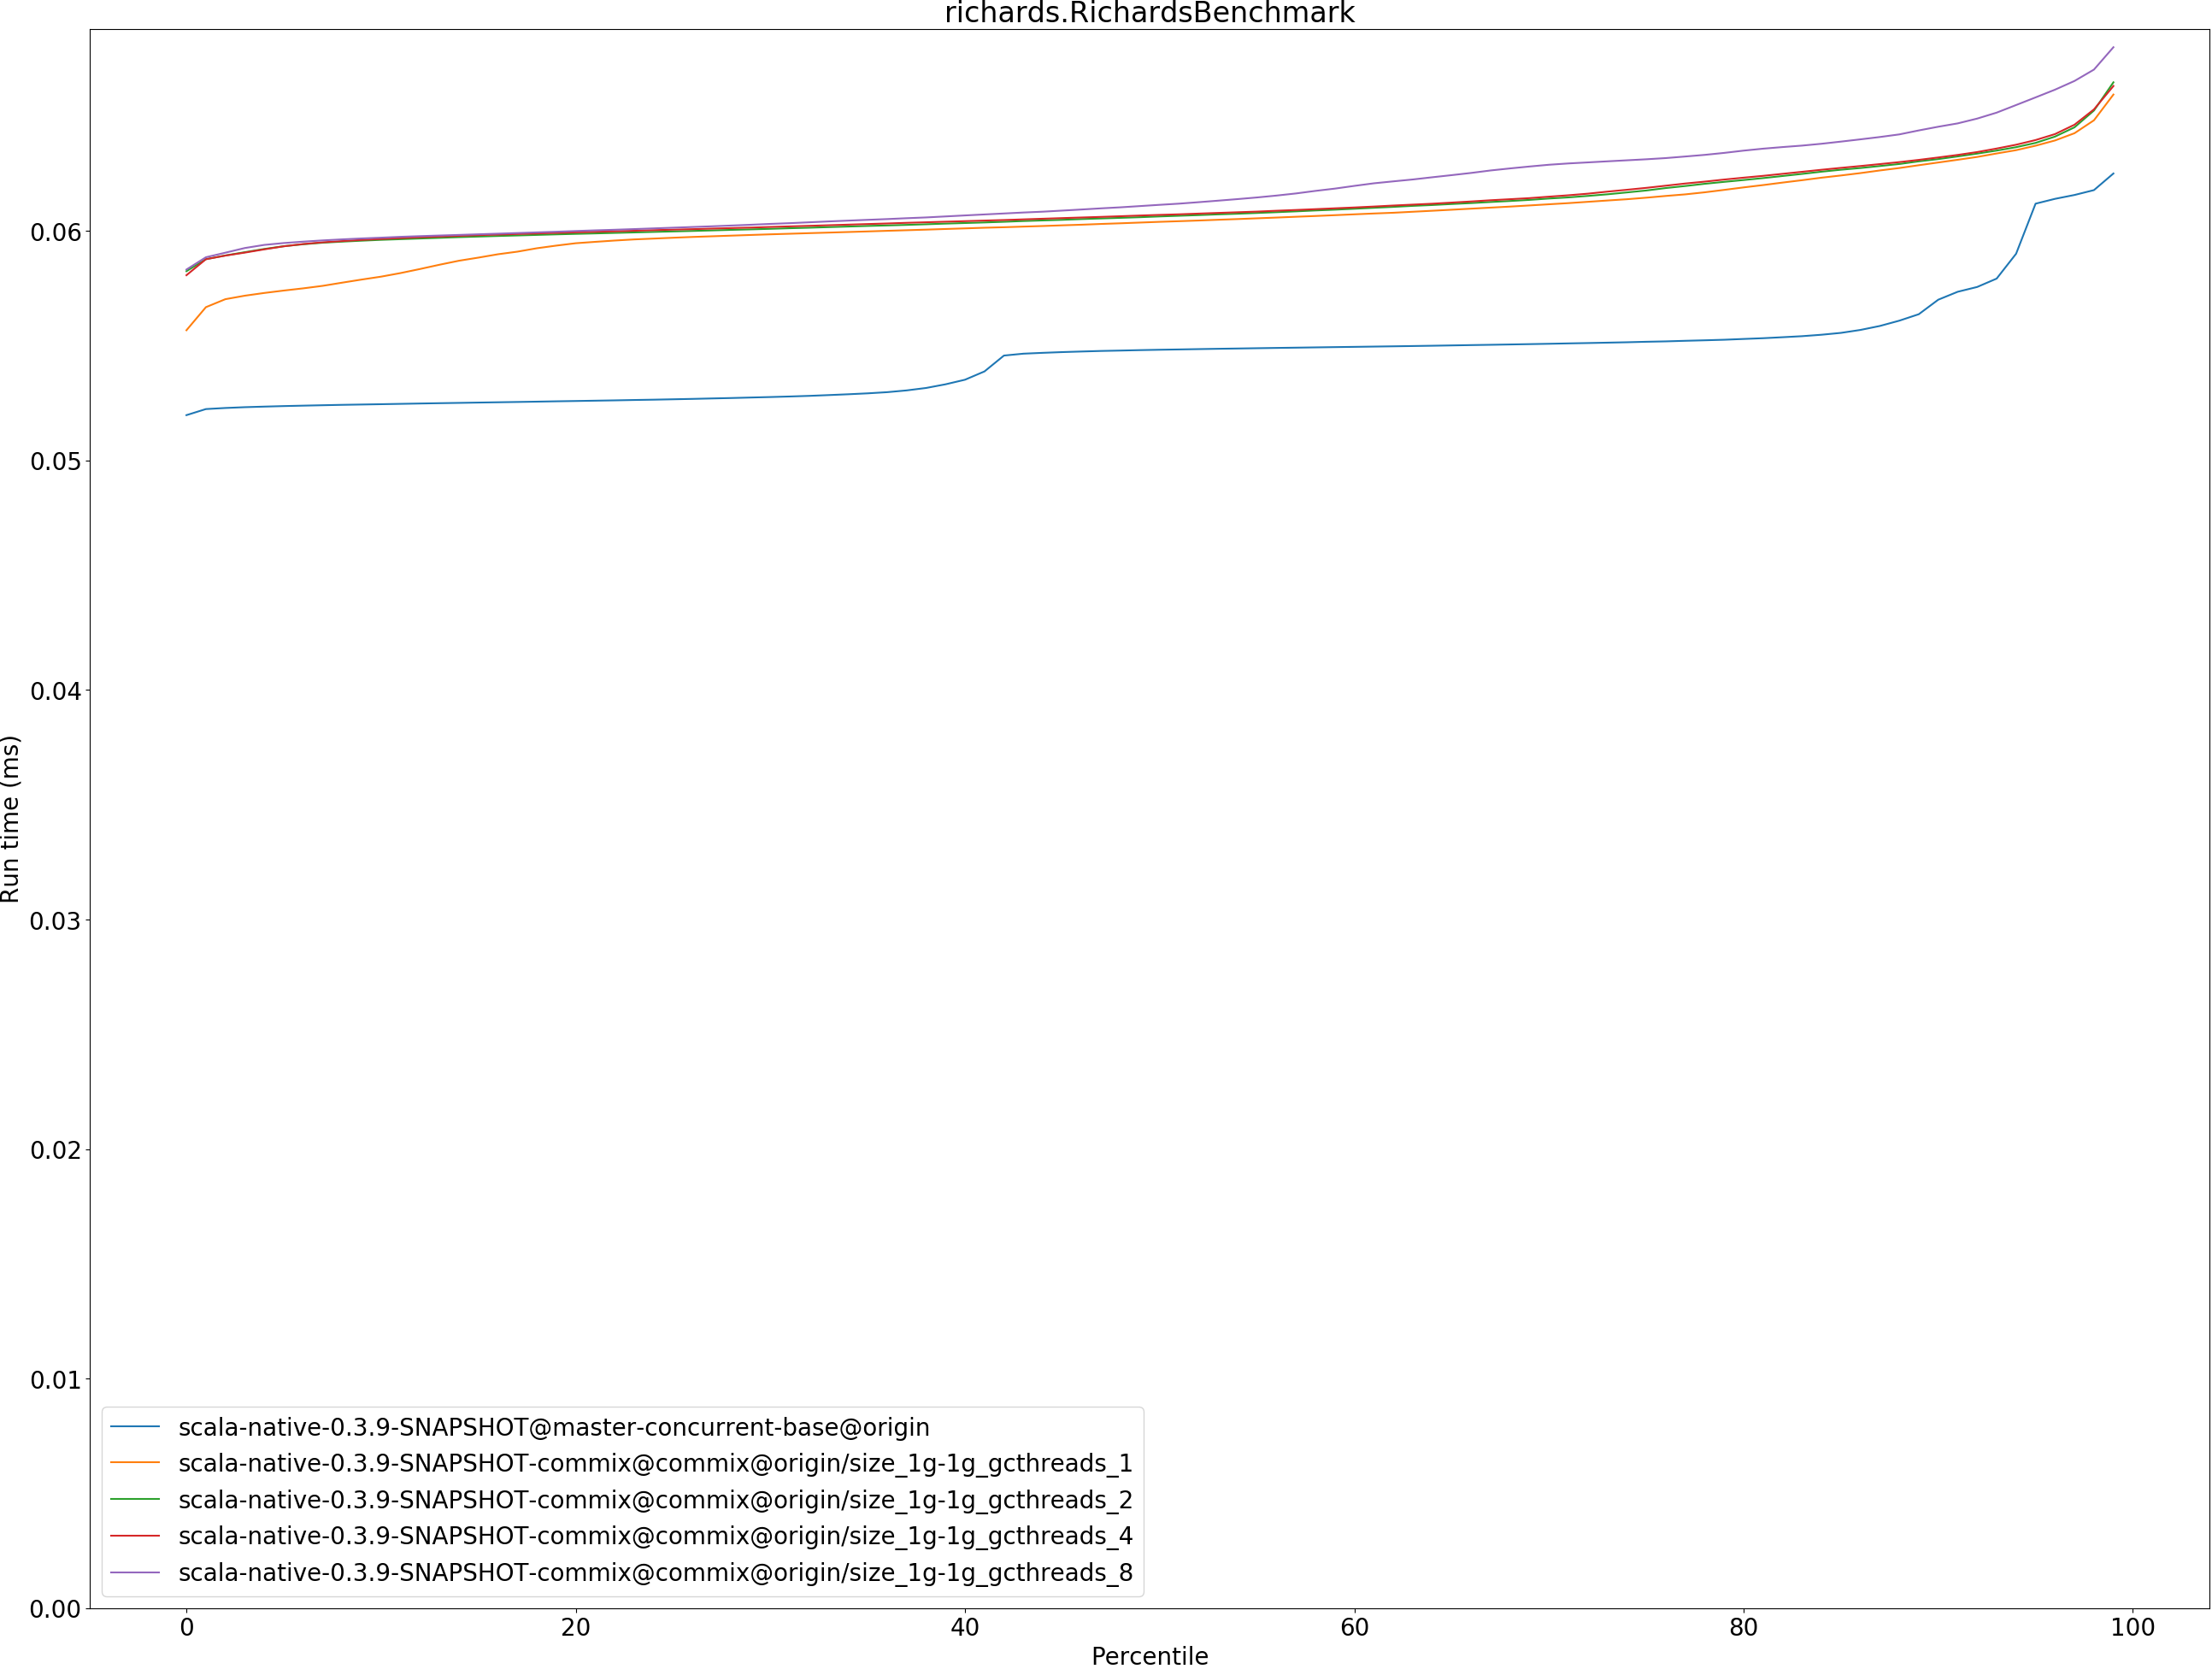 richards.RichardsBenchmark
Run time (ms)
0.06
0.05
0.04
0.03
0.02
0.01
0.00
scala-native-0.3.9-SNAPSHOT@master-concurrent-base@origin
scala-native-0.3.9-SNAPSHOT-commix@commix@origin/size_1g-1g_gcthreads_1
scala-native-0.3.9-SNAPSHOT-commix@commix@origin/size_1g-1g_gcthreads_2
scala-native-0.3.9-SNAPSHOT-commix@commix@origin/size_1g-1g_gcthreads_4
scala-native-0.3.9-SNAPSHOT-commix@commix@origin/size_1g-1g_gcthreads_8
0 20 40 60 80 100
Percentile